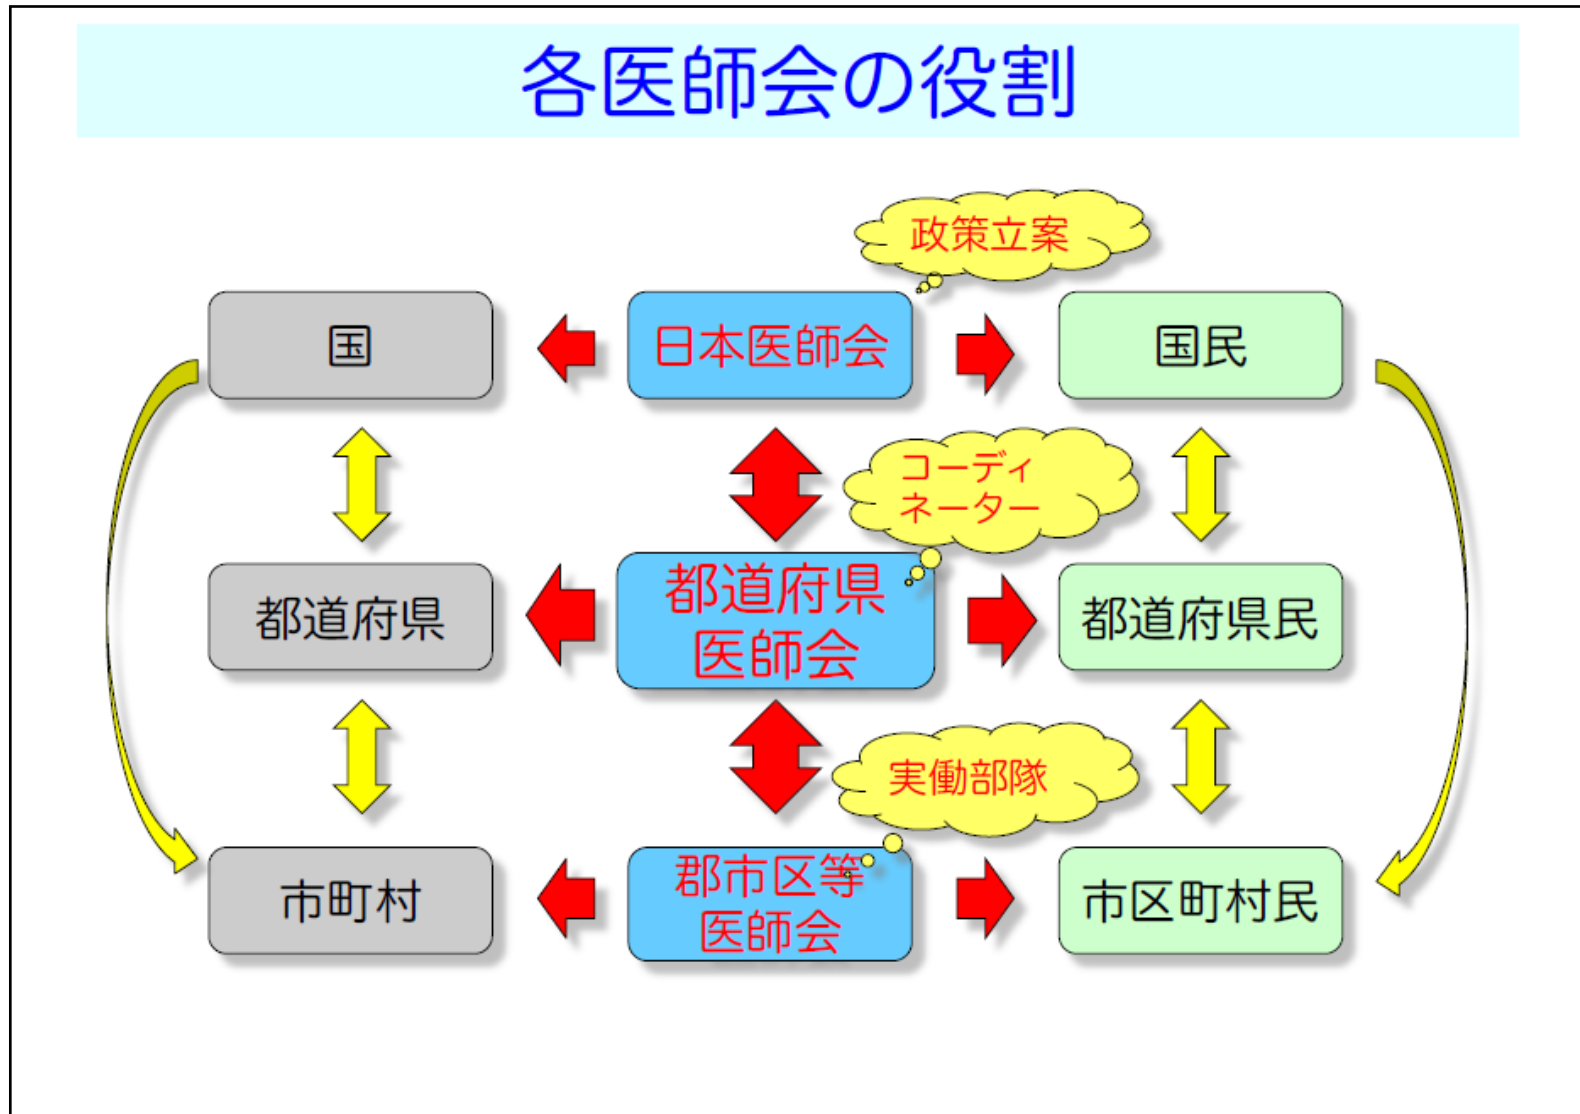 各医師会の役割
政策立案
国
日本医師会
国民
コーディ
ネーター
都道府県
都道府県
医師会
都道府県民
実働部隊
市町村
郡市区等
医師会
市区町村民